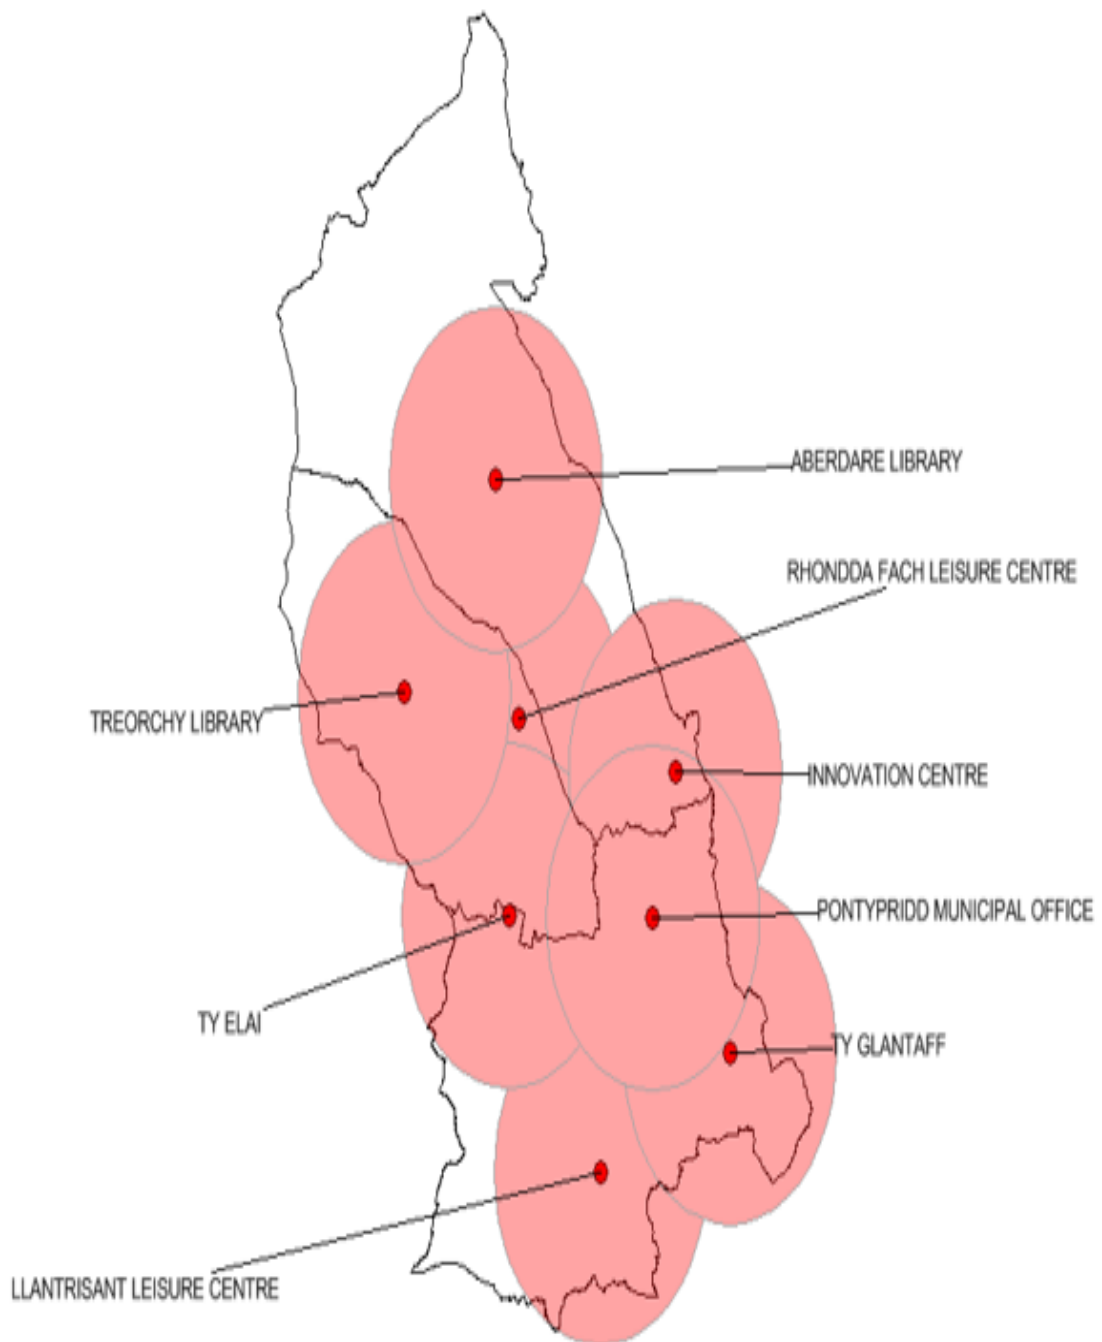 ABERDARE LIBRARY
RHONDDA FACH LEISURE CENTRE
TREORCHY LIBRARY
INNOVATION CENTRE
PONTYPRIDD MUNICIPAL OFFICE
TY ELAI
TY GLANTAFF
LLANTRISANT LEISURE CENTRE